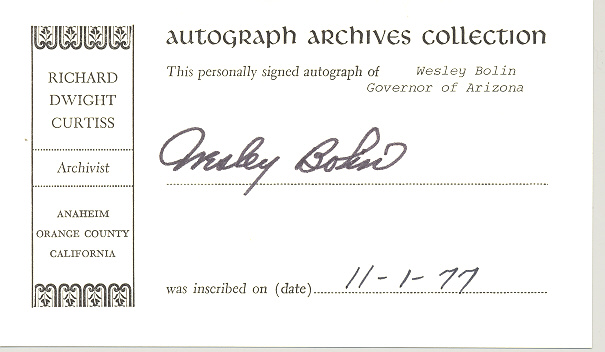 autograph archives collection
RICHARD
DWIGHT
CURTISS
Archivist
ANAHEIM
ORANGE COUNTY
CALIFORNIA
This personally signed autograph of Wesley Bolin
Governor of Arizona
Wesley Bolin
was inscribed on (date) 11-1-77